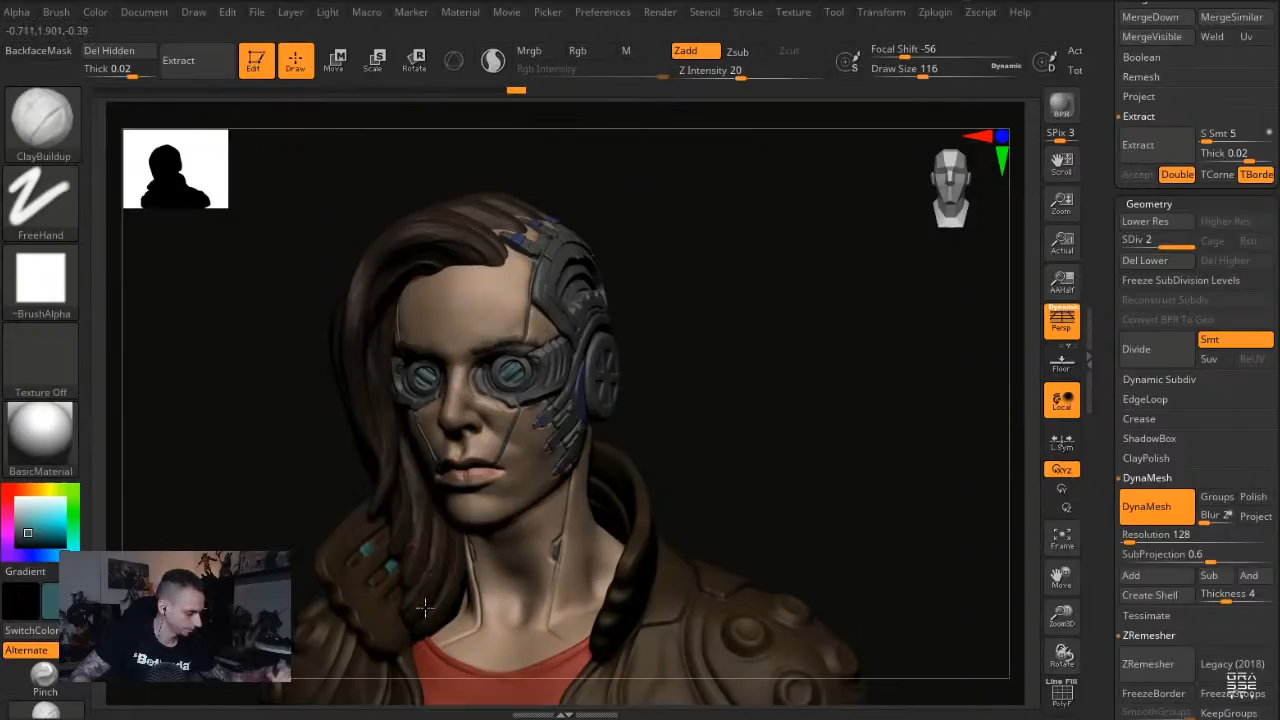 Alpha Brush Color Document Draw Edit File Layer Light Macro Marker Material Movie Picker Preferences Render Stencil Stroke Texture Tool Transform Zplugin Zscript Help
-0.711,1.901,-0.39
BackfaceMask
Del Hidden
Thick 0.02
Extract
Edit
Draw
Move
Scale
Rotate
Mrgb Rgb M
Rgb Intensity
Zadd Zsub Zcut
Z Intensity 20
S
Focal Shift -56
Draw Size 116
Dynamic
D
Act
Tot
ClayBuildup
FreeHand
~BrushAlpha
Texture Off
BasicMaterial
Gradient
SwitchColor
Alternate
Pinch
BPR
SPix 3
Scroll
Zoom
Actual
AAHalf
Dynamic
Persp
Floor
Local
L.Sym
XYZ
Frame
Move
Zoom3D
Rotate
Line Fill
PolyF
MergeDown MergeSimilar
MergeVisible Weld Uv
Boolean
Remesh
Project
Extract
Extract
S Smt 5
Thick 0.02
Accept Double TCorne TBorde
Geometry
Lower Res Higher Res
SDiv 2 Cage Rstr
Del Lower Del Higher
Freeze SubDivision Levels
Reconstruct Subdiv
Convert BPR To Geo
Divide
Smt
Suv ReUV
Dynamic Subdiv
EdgeLoop
Crease
ShadowBox
ClayPolish
DynaMesh
DynaMesh
Groups Polish
Blur 2 Project
Resolution 128
SubProjection 0.6
Add Sub And
Create Shell Thickness 4
Tessimate
ZRemesher
ZRemesher Legacy (2018)
FreezeBorder
KeepGroups
SmoothGroups